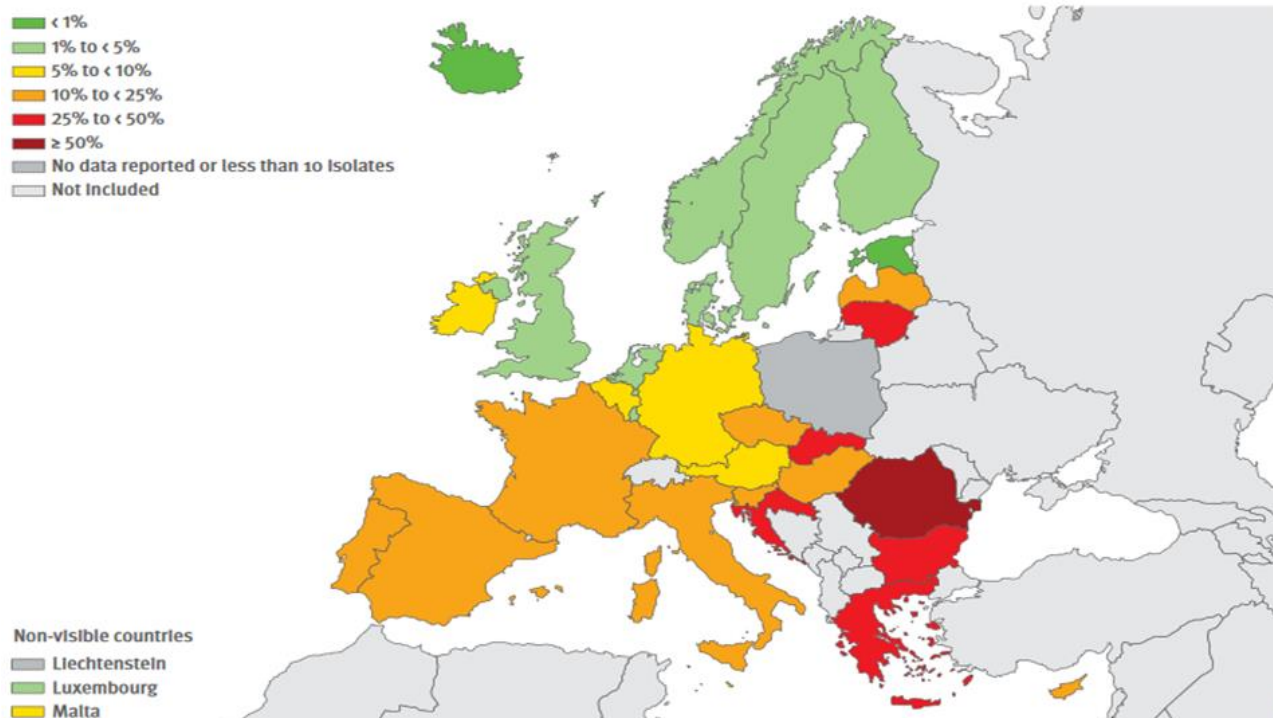 < 1%
1% to < 5%
5% to < 10%
10% to < 25%
25% to < 50%
≥ 50%
No data reported or less than 10 Isolates
Not Included
Non-visible countries
Liechtenstein
Luxembourg
Malta